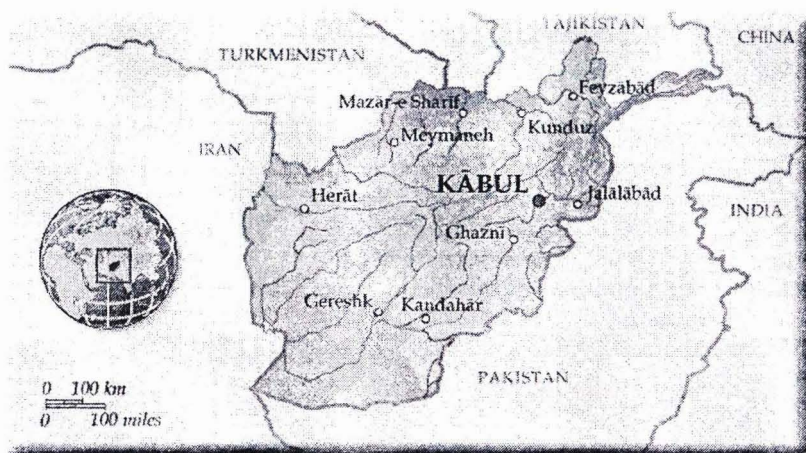 TAJIKISTAN
CHINA
TURKMENISTAN
Feyzābād
Mazār-e Sharīf
Kunduz
Meymaneh
IRAN
KĀBUL
Herāt
Jalālābād
INDIA
Ghaznī
Gereshk
Kandahār
PAKISTAN
0 100 km
0 100 miles